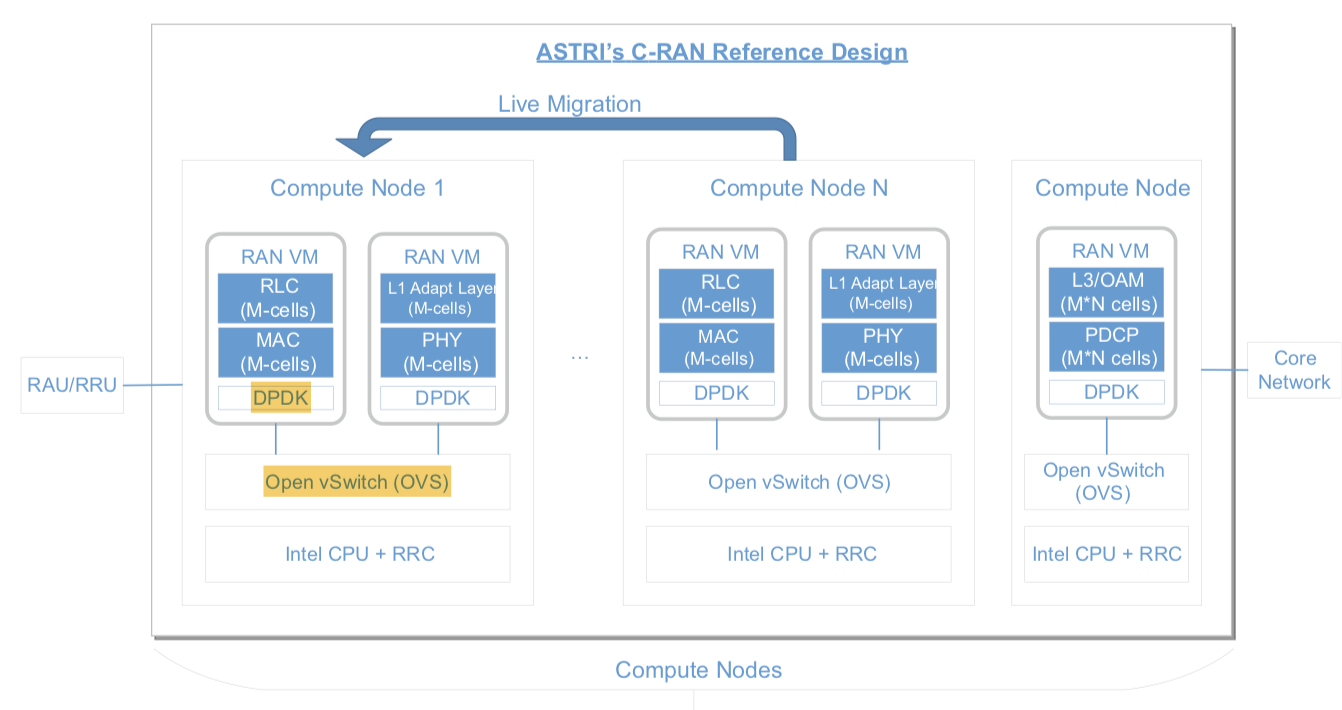 ASTRI's C-RAN Reference Design
Live Migration
Compute Node 1
RAN VM
RLC
(M-cells)
MAC
(M-cells)
DPDK
RAN VM
L1 Adapt Layer
(M-cells)
PHY
(M-cells)
DPDK
Open vSwitch (OVS)
Intel CPU + RRC
...
Compute Node N
RAN VM
RLC
(M-cells)
MAC
(M-cells)
DPDK
RAN VM
L1 Adapt Layer
(M-cells)
PHY
(M-cells)
DPDK
Open vSwitch (OVS)
Intel CPU + RRC
Compute Node
RAN VM
L3/OAM
(M*N cells)
PDCP
(M*N cells)
DPDK
Open vSwitch
(OVS)
Intel CPU + RRC
RAU/RRU
Core
Network
Compute Nodes